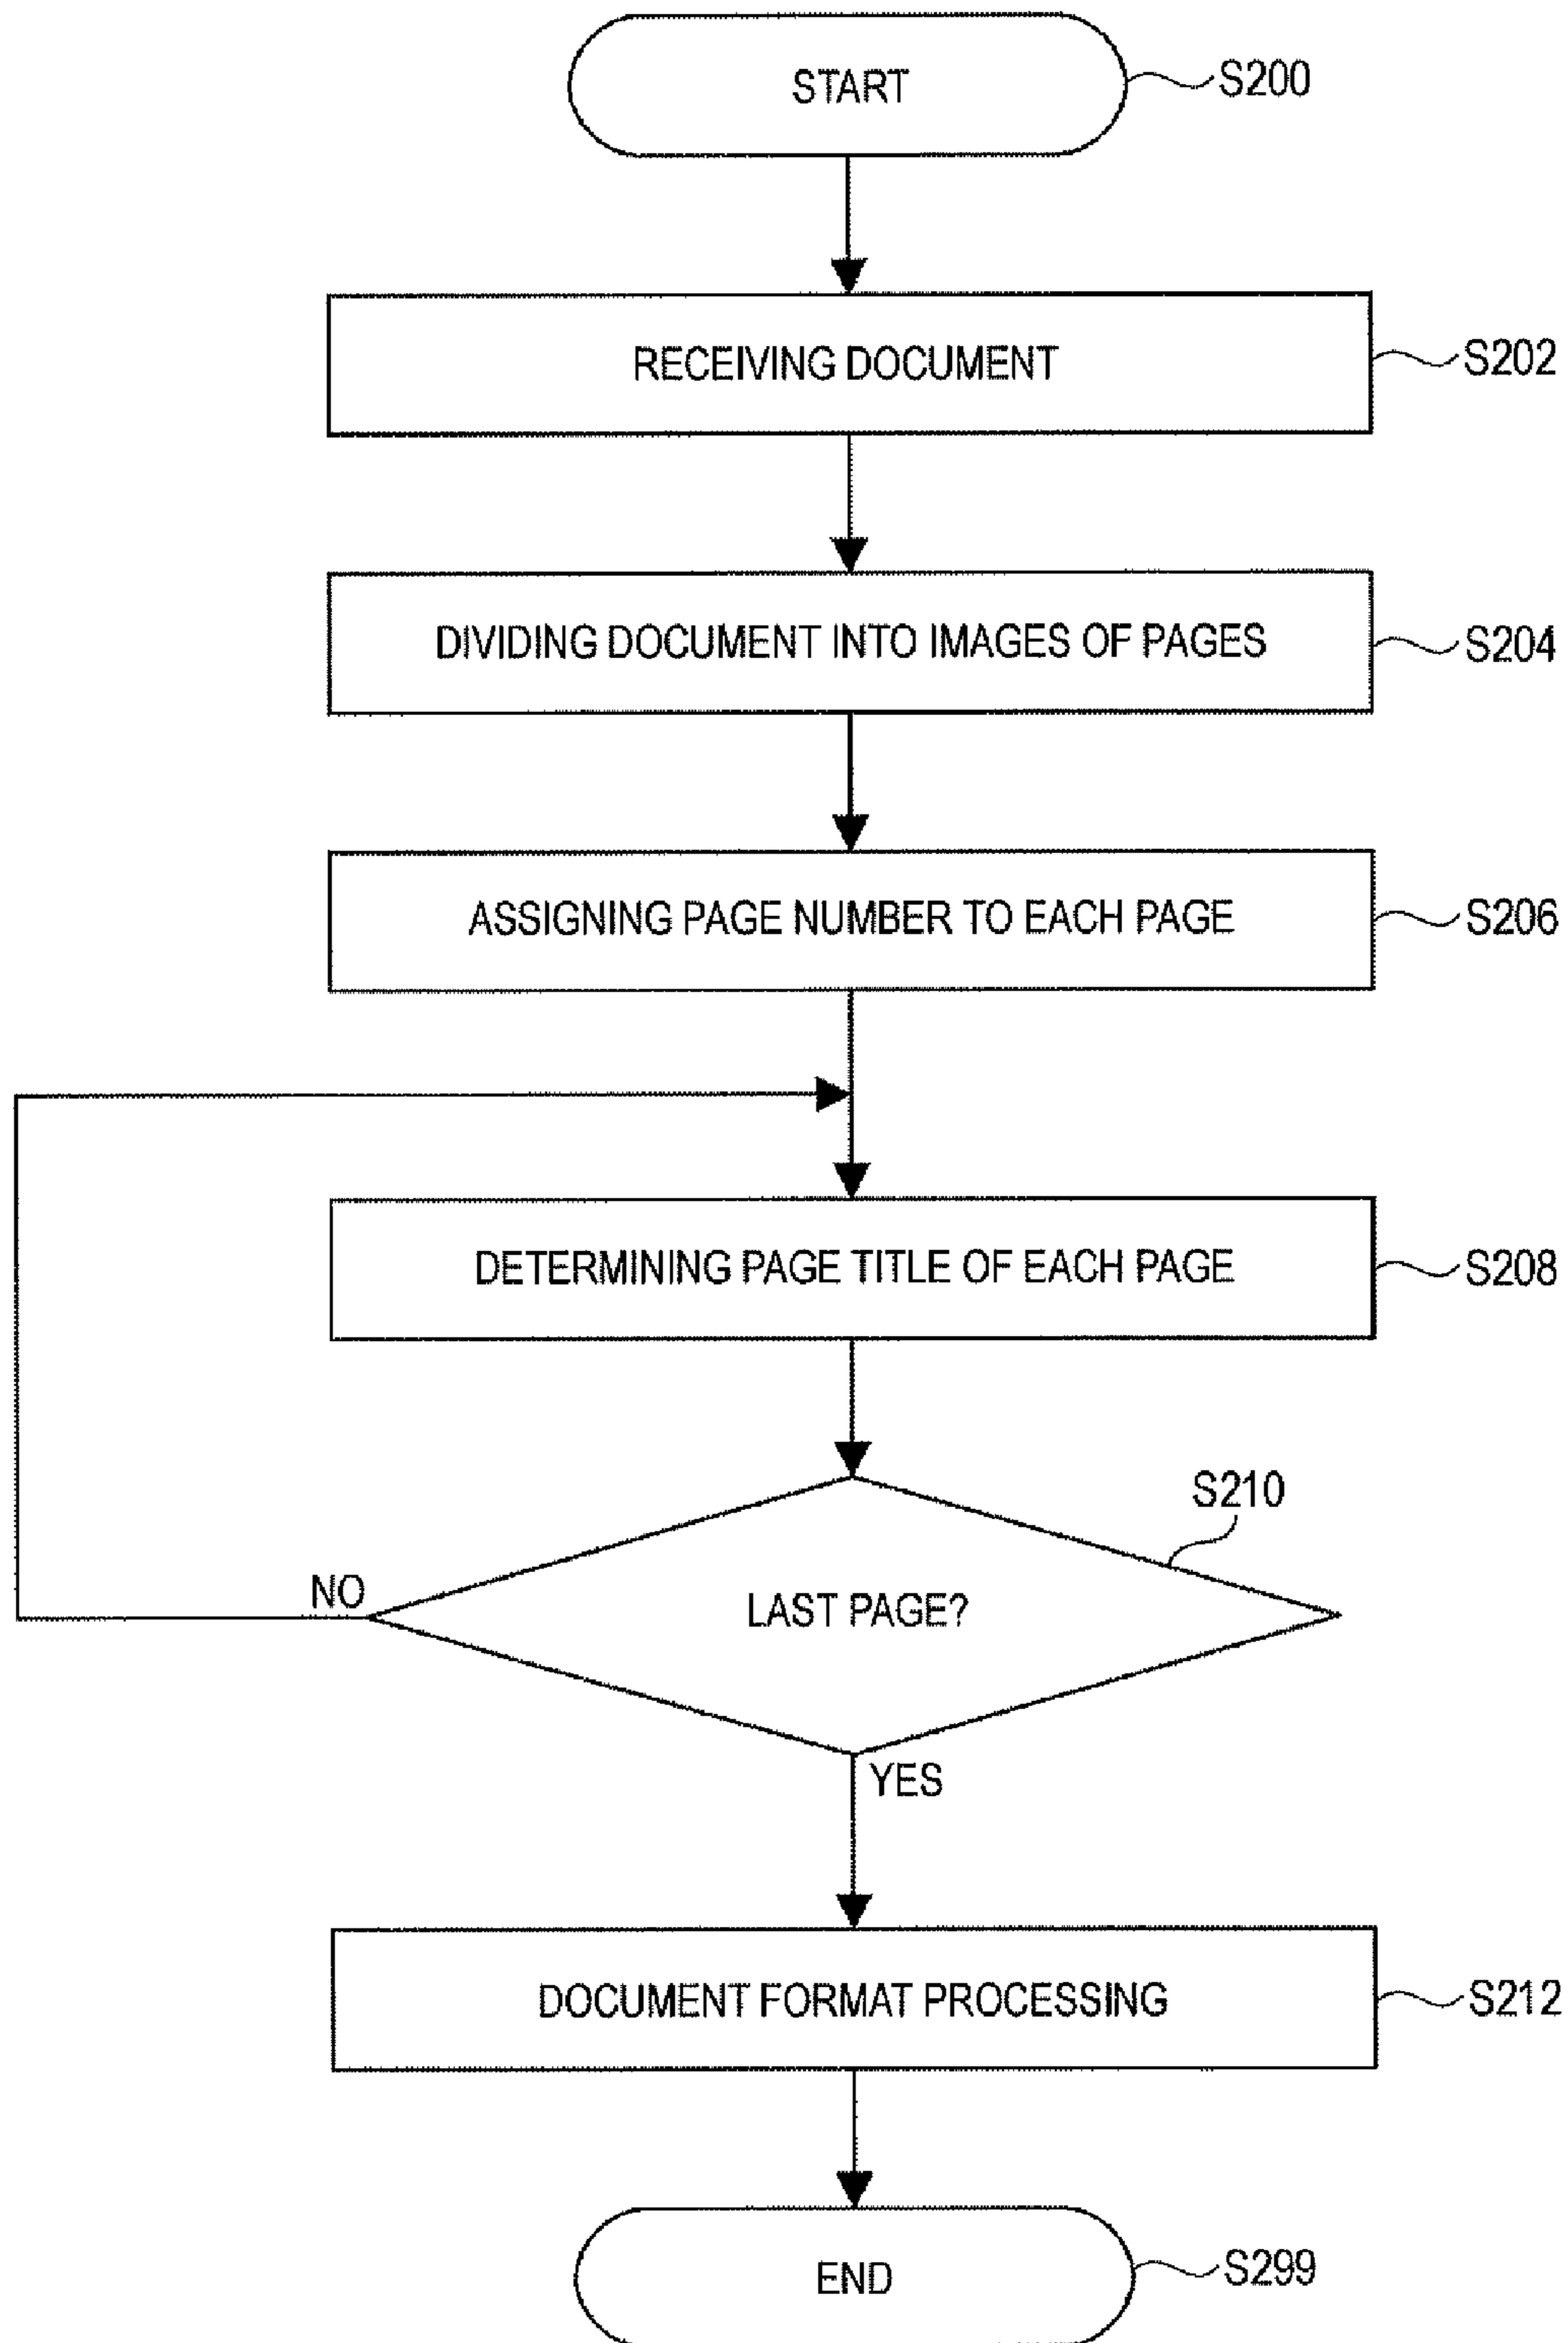 START
S200
RECEIVING DOCUMENT
S202
DIVIDING DOCUMENT INTO IMAGES OF PAGES
S204
ASSIGNING PAGE NUMBER TO EACH PAGE
S206
DETERMINING PAGE TITLE OF EACH PAGE
S208
S210
NO
LAST PAGE?
YES
DOCUMENT FORMAT PROCESSING
S212
END
S299